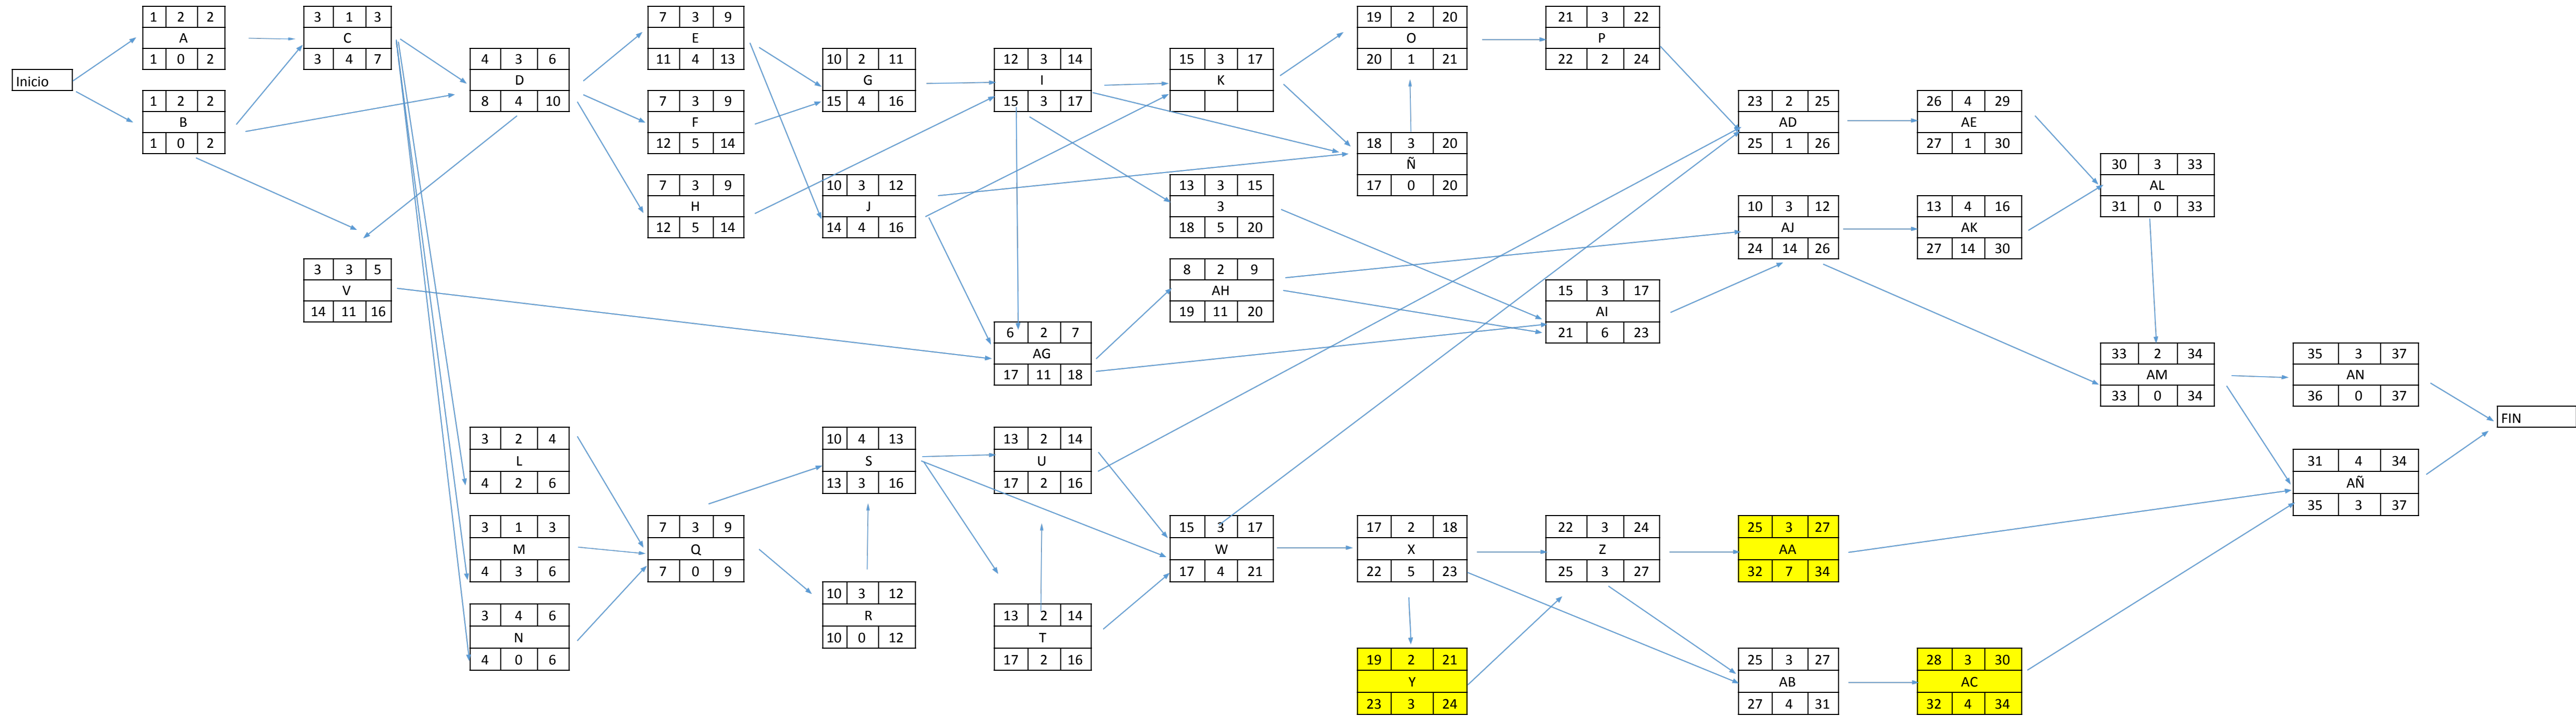 Inicio
1 2 2
A
1 0 2
1 2 2
B
1 0 2
3 1 3
C
3 4 7
3 3 5
V
14 11 16
4 3 6
D
8 4 10
3 2 4
L
4 2 6
3 1 3
M
4 3 6
3 4 6
N
4 0 6
7 3 9
E
11 4 13
7 3 9
F
12 5 14
7 3 9
H
12 5 14
7 3 9
Q
7 0 9
10 2 11
G
15 4 16
10 3 12
J
14 4 16
10 4 13
S
13 3 16
10 3 12
R
10 0 12
12 3 14
I
15 3 17
6 2 7
AG
17 11 18
13 2 14
U
17 2 16
13 2 14
T
17 2 16
15 3 17
K
13 3 15
3
18 5 20
8 2 9
AH
19 11 20
15 3 17
W
17 4 21
19 2 20
O
20 1 21
18 3 20
Ñ
17 0 20
17 2 18
X
22 5 23
19 2 21
Y
23 3 24
21 3 22
P
22 2 24
15 3 17
AI
21 6 23
22 3 24
Z
25 3 27
23 2 25
AD
25 1 26
10 3 12
AJ
24 14 26
25 3 27
AA
32 7 34
25 3 27
AB
27 4 31
26 4 29
AE
27 1 30
13 4 16
AK
27 14 30
28 3 30
AC
32 4 34
30 3 33
AL
31 0 33
33 2 34
AM
33 0 34
35 3 37
AN
36 0 37
31 4 34
AÑ
35 3 37
FIN